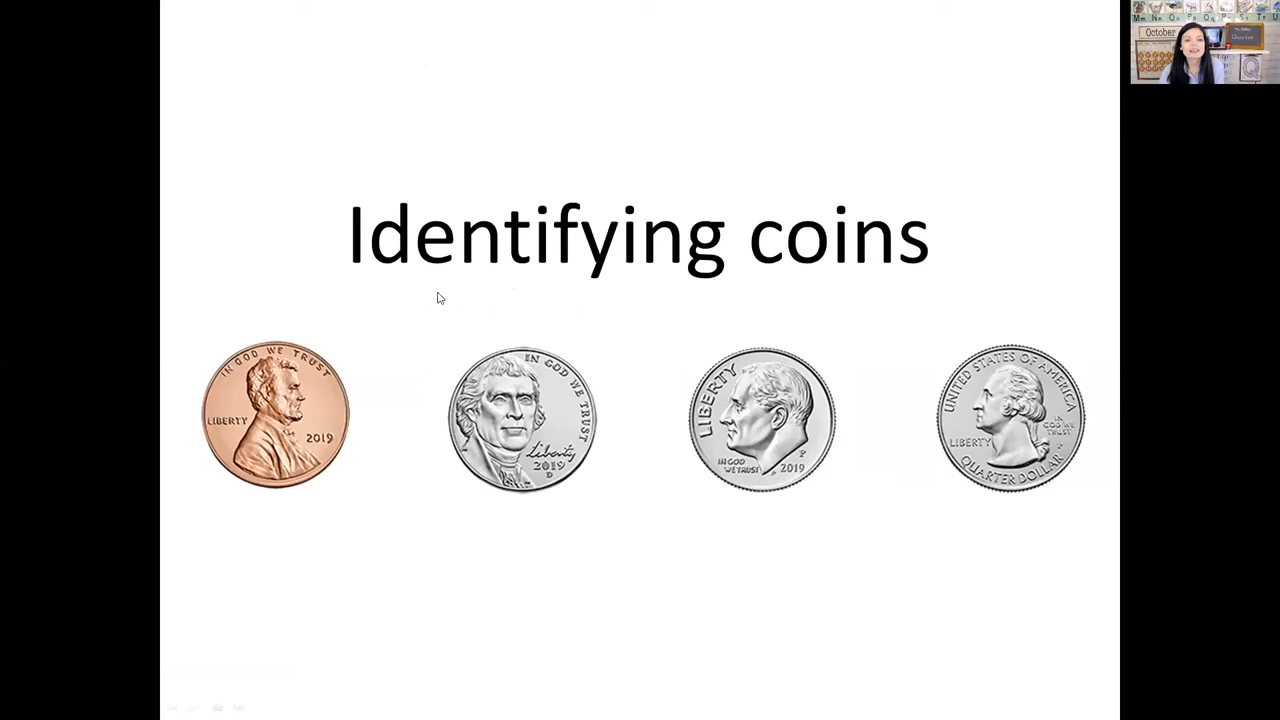 Identifying coins
IN GOD WE TRUST
LIBERTY
2019
IN GOD WE TRUST
Liberty
2019
D
LIBERTY
IN GOD
WE TRUST
P
2019
UNITED STATES OF AMERICA
LIBERTY
IN
GOD WE
TRUST
QUARTER DOLLAR
October